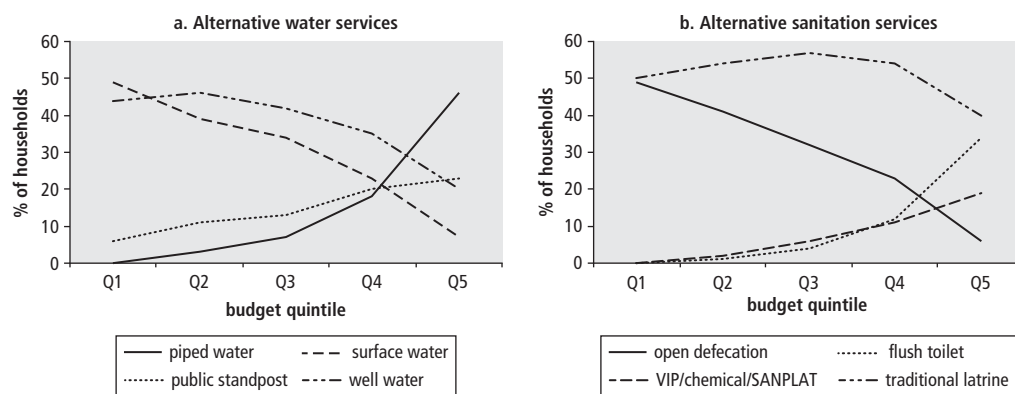 a. Alternative water services
60
50
40
30
20
10
0
% of households
Q1 Q2 Q3 Q4 Q5
budget quintile
piped water surface water
public standpost well water
b. Alternative sanitation services
60
50
40
30
20
10
0
% of households
Q1 Q2 Q3 Q4 Q5
budget quintile
open defecation flush toilet
VIP/chemical/SANPLAT traditional latrine